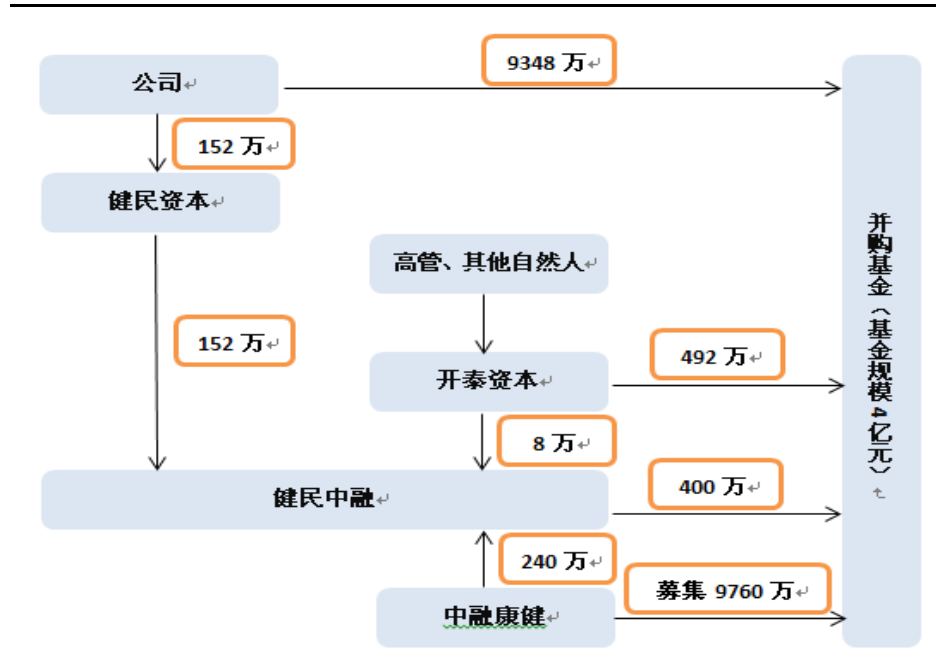 9348 万
公司
152 万
健民资本
高管、其他自然人
152 万
492 万
开泰资本
8 万
400 万
健民中融
240 万
募集 9760 万
中融康健
并购基金（基金规模 4 亿元）